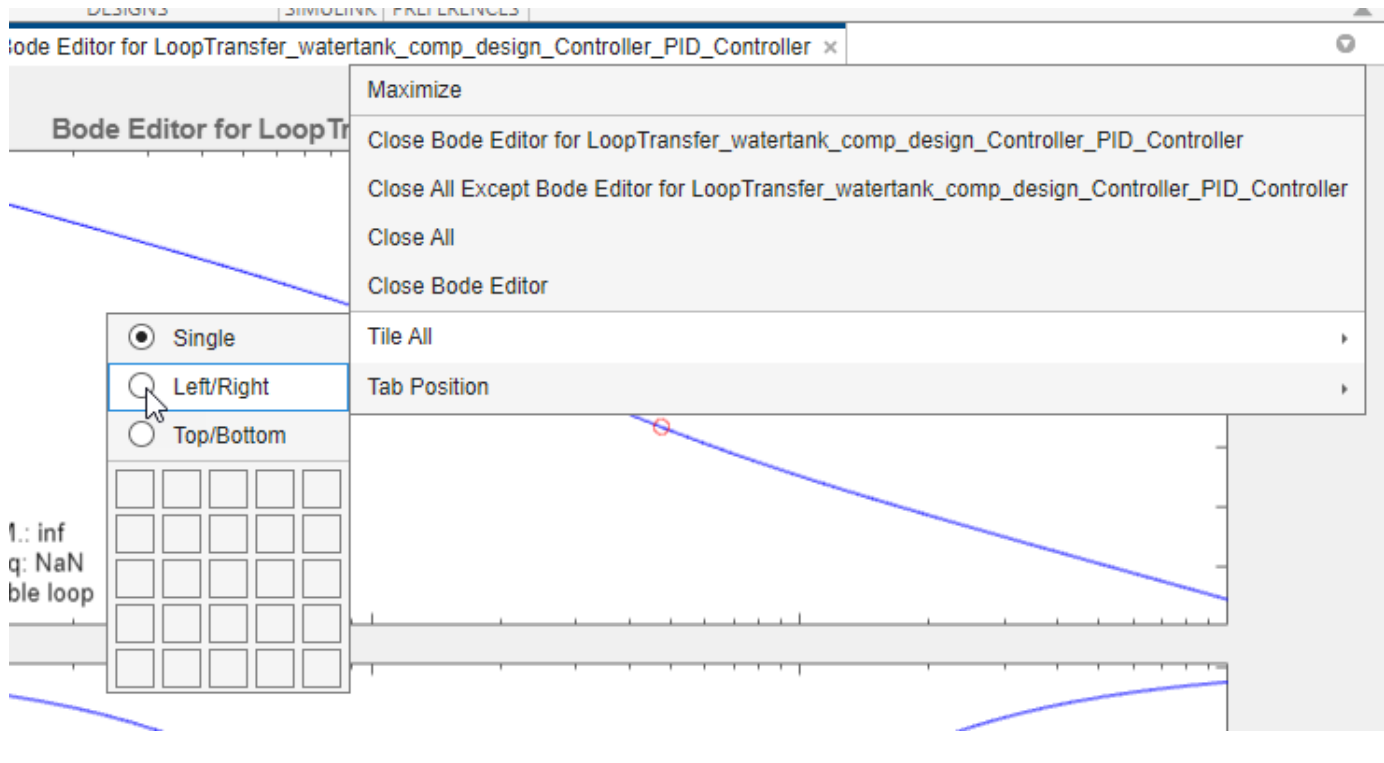 DESIGNS SIMULINK PREFERENCES
Bode Editor for LoopTransfer_watertank_comp_design_Controller_PID_Controller ×
Maximize
Bode Editor for LoopTr
Close Bode Editor for LoopTransfer_watertank_comp_design_Controller_PID_Controller
Close All Except Bode Editor for LoopTransfer_watertank_comp_design_Controller_PID_Controller
Close All
Close Bode Editor
Single
Tile All
Left/Right
Tab Position
Top/Bottom
M.: inf
q: NaN
ble loop